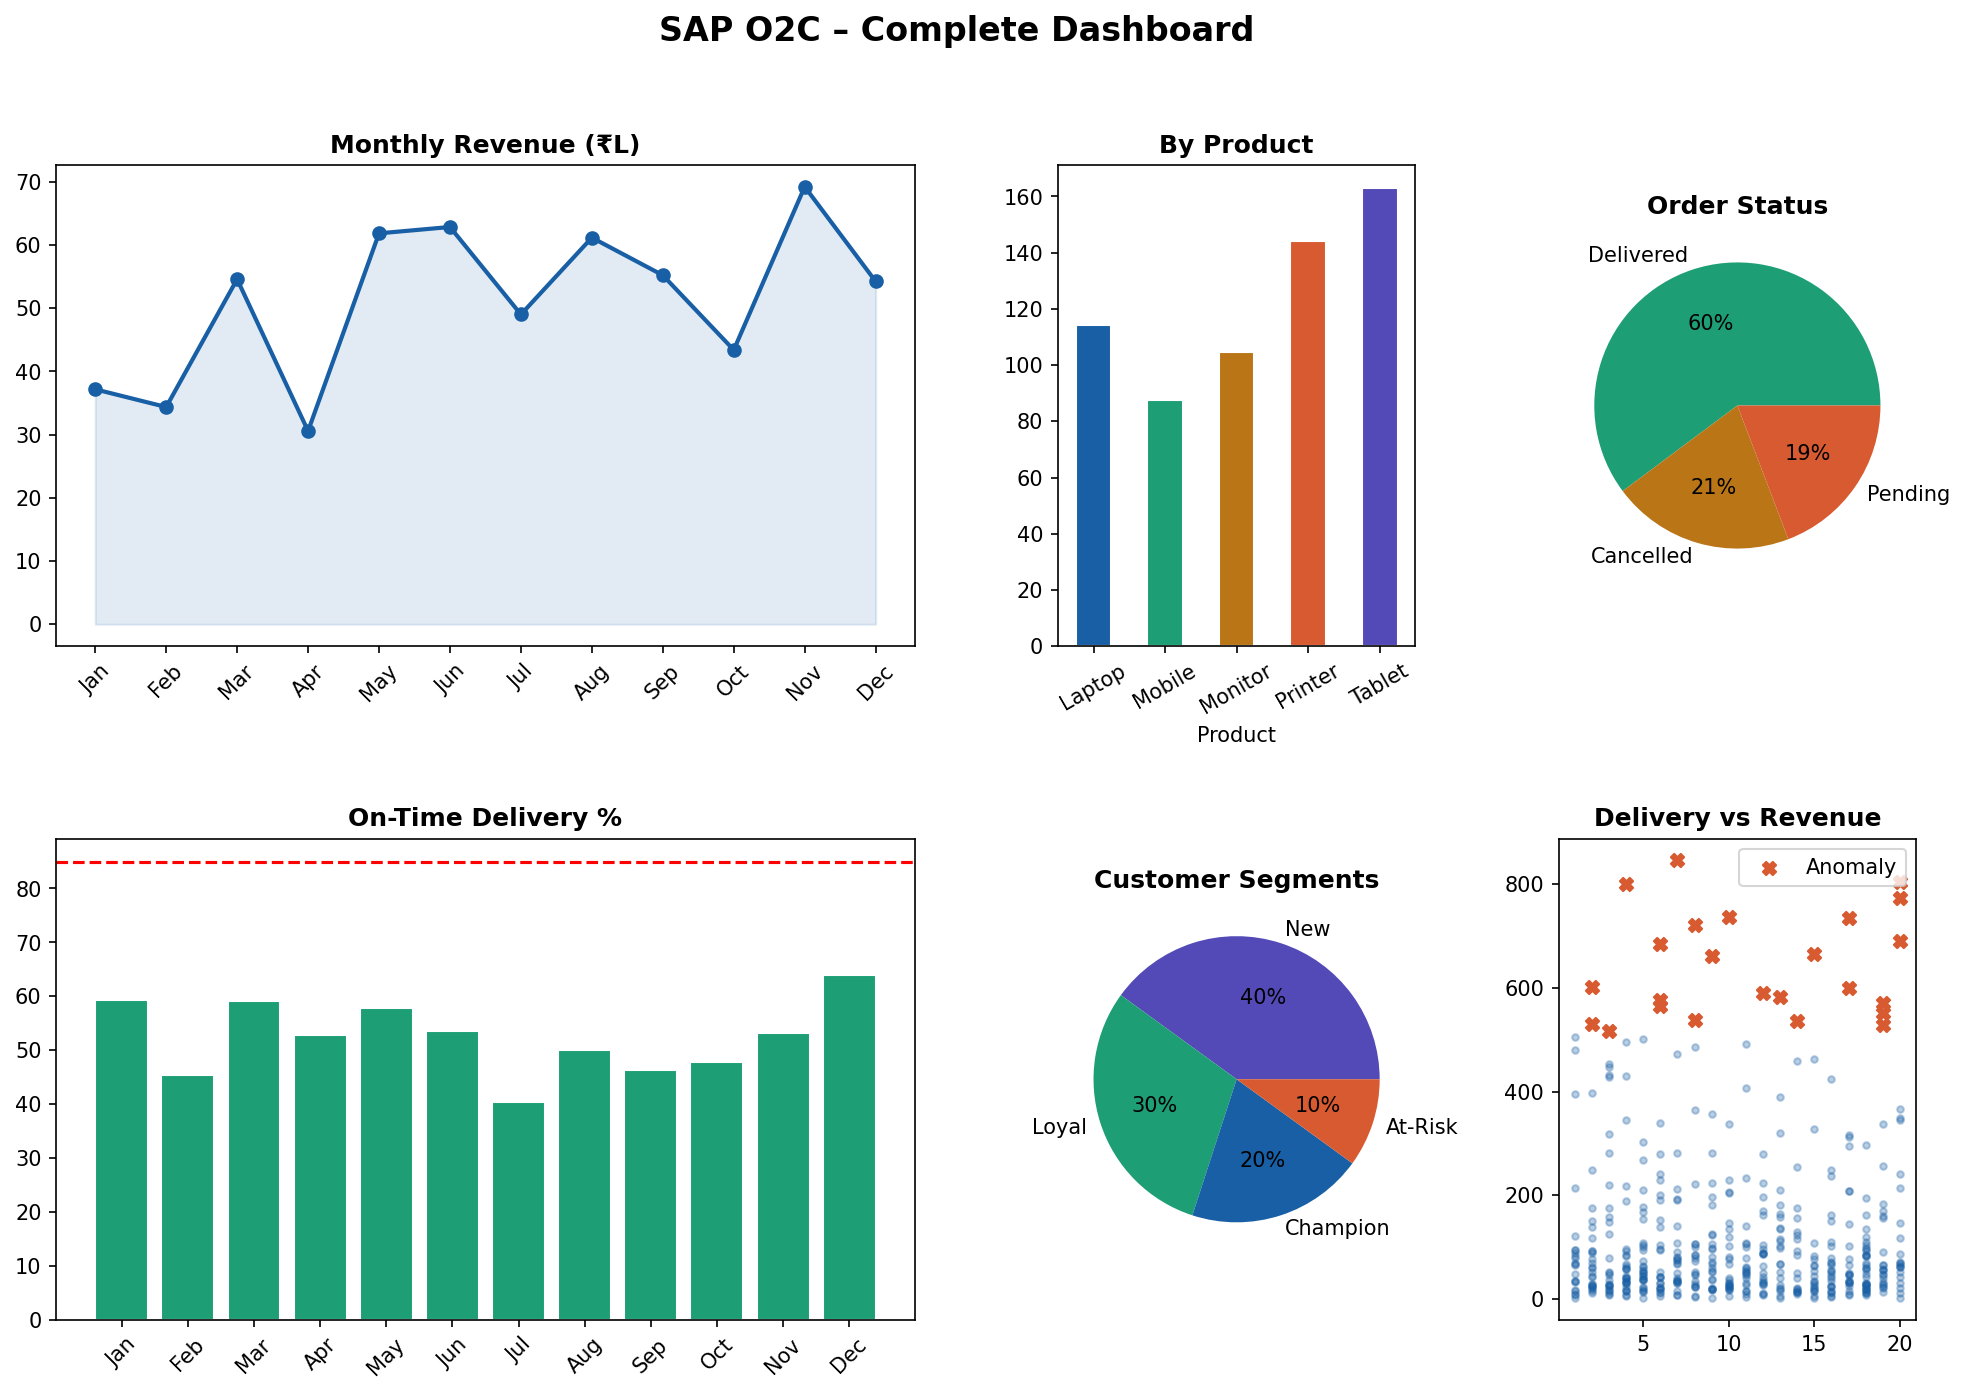 SAP O2C – Complete Dashboard
Monthly Revenue (₹L)
70
60
50
40
30
20
10
0
Jan
Feb
Mar
Apr
May
Jun
Jul
Aug
Sep
Oct
Nov
Dec
By Product
160
140
120
100
80
60
40
20
0
Laptop
Mobile
Monitor
Printer
Tablet
Product
Order Status
Delivered
60%
19%
21%
Pending
Cancelled
On-Time Delivery %
80
70
60
50
40
30
20
10
0
Jan
Feb
Mar
Apr
May
Jun
Jul
Aug
Sep
Oct
Nov
Dec
Customer Segments
New
40%
30%
10%
Loyal
At-Risk
20%
Champion
Delivery vs Revenue
Anomaly
800
600
400
200
0
5
10
15
20